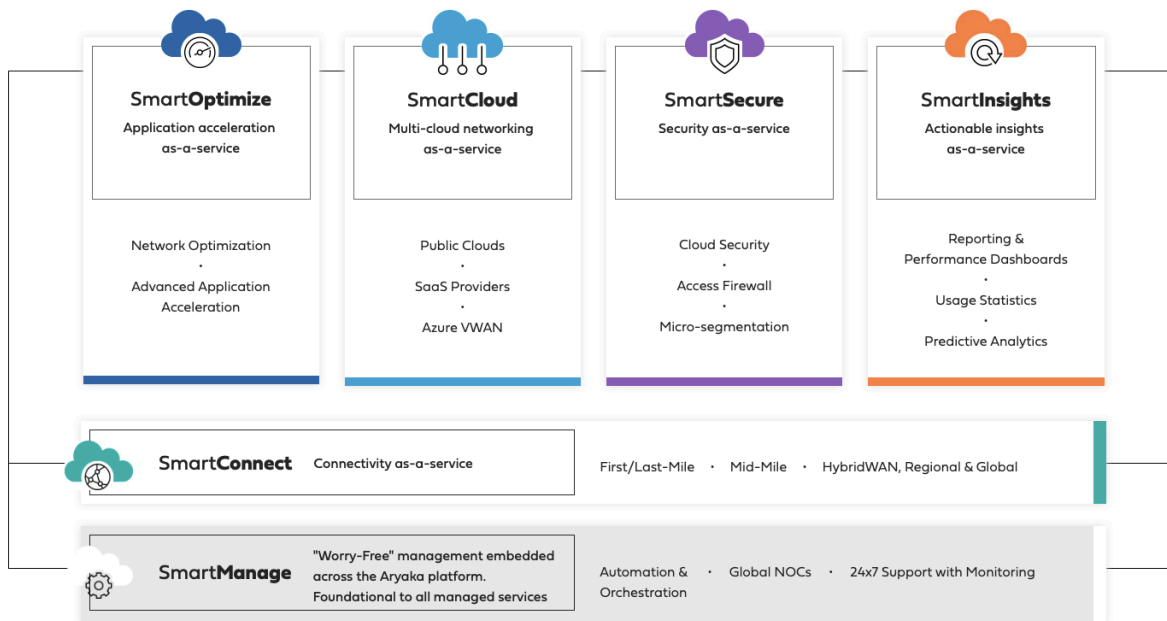 SmartOptimize
Application acceleration
as-a-service
Network Optimization
·
Advanced Application
Acceleration
SmartCloud
Multi-cloud networking
as-a-service
Public Clouds
·
SaaS Providers
·
Azure VWAN
SmartSecure
Security as-a-service
Cloud Security
·
Access Firewall
·
Micro-segmentation
SmartInsights
Actionable insights
as-a-service
Reporting &
Performance Dashboards
·
Usage Statistics
·
Predictive Analytics
SmartConnect
Connectivity as-a-service
First/Last-Mile · Mid-Mile · HybridWAN, Regional & Global
SmartManage
"Worry-Free" management embedded
across the Aryaka platform.
Foundational to all managed services
Automation & · Global NOCs · 24x7 Support with Monitoring
Orchestration